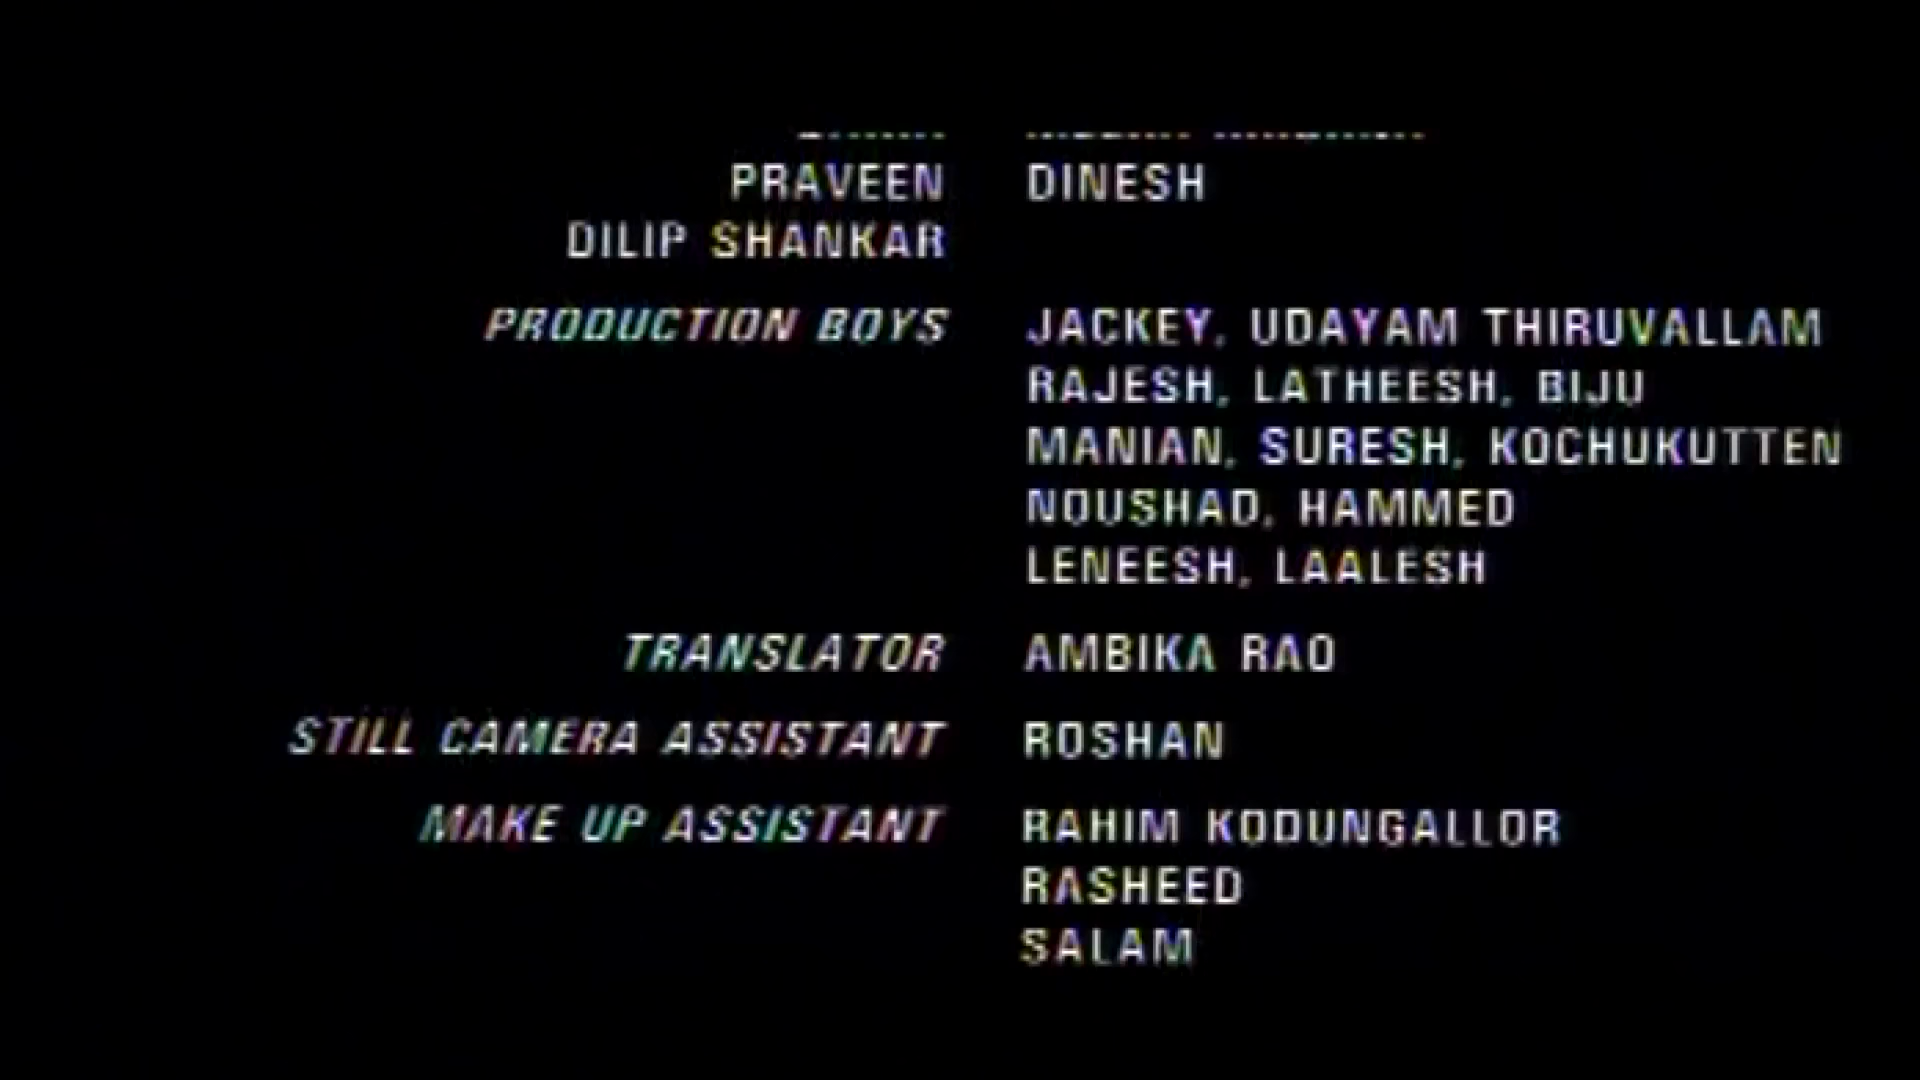 PRAVEEN DINESH
DILIP SHANKAR
PRODUCTION BOYS JACKEY, UDAYAM THIRUVALLAM
RAJESH, LATHEESH, BIJU
MANIAN, SURESH, KOCHUKUTTEN
NOUSHAD, HAMMED
LENEESH, LAALESH
TRANSLATOR AMBIKA RAO
STILL CAMERA ASSISTANT ROSHAN
MAKE UP ASSISTANT RAHIM KODUNGALLOR
RASHEED
SALAM